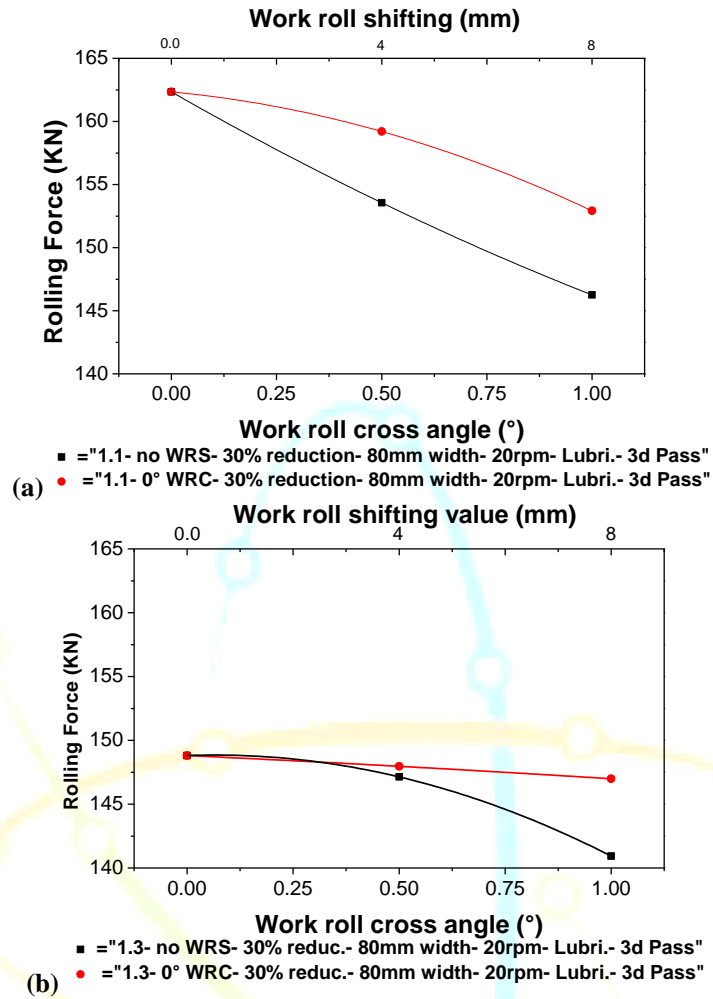 Work roll shifting (mm)
0.0 4 8
165
160
155
150
145
140
Rolling Force (KN)
0.00 0.25 0.50 0.75 1.00
Work roll cross angle (°)
="1.1- no WRS- 30% reduction- 80mm width- 20rpm- Lubri.- 3d Pass"
(a) ="1.1- 0° WRC- 30% reduction- 80mm width- 20rpm- Lubri.- 3d Pass"
Work roll shifting value (mm)
0.0 4 8
165
160
155
150
145
140
Rolling Force (KN)
0.00 0.25 0.50 0.75 1.00
Work roll cross angle (°)
="1.3- no WRS- 30% reduc.- 80mm width- 20rpm- Lubri.- 3d Pass"
(b) ="1.3- 0° WRC- 30% reduc.- 80mm width- 20rpm- Lubri.- 3d Pass"